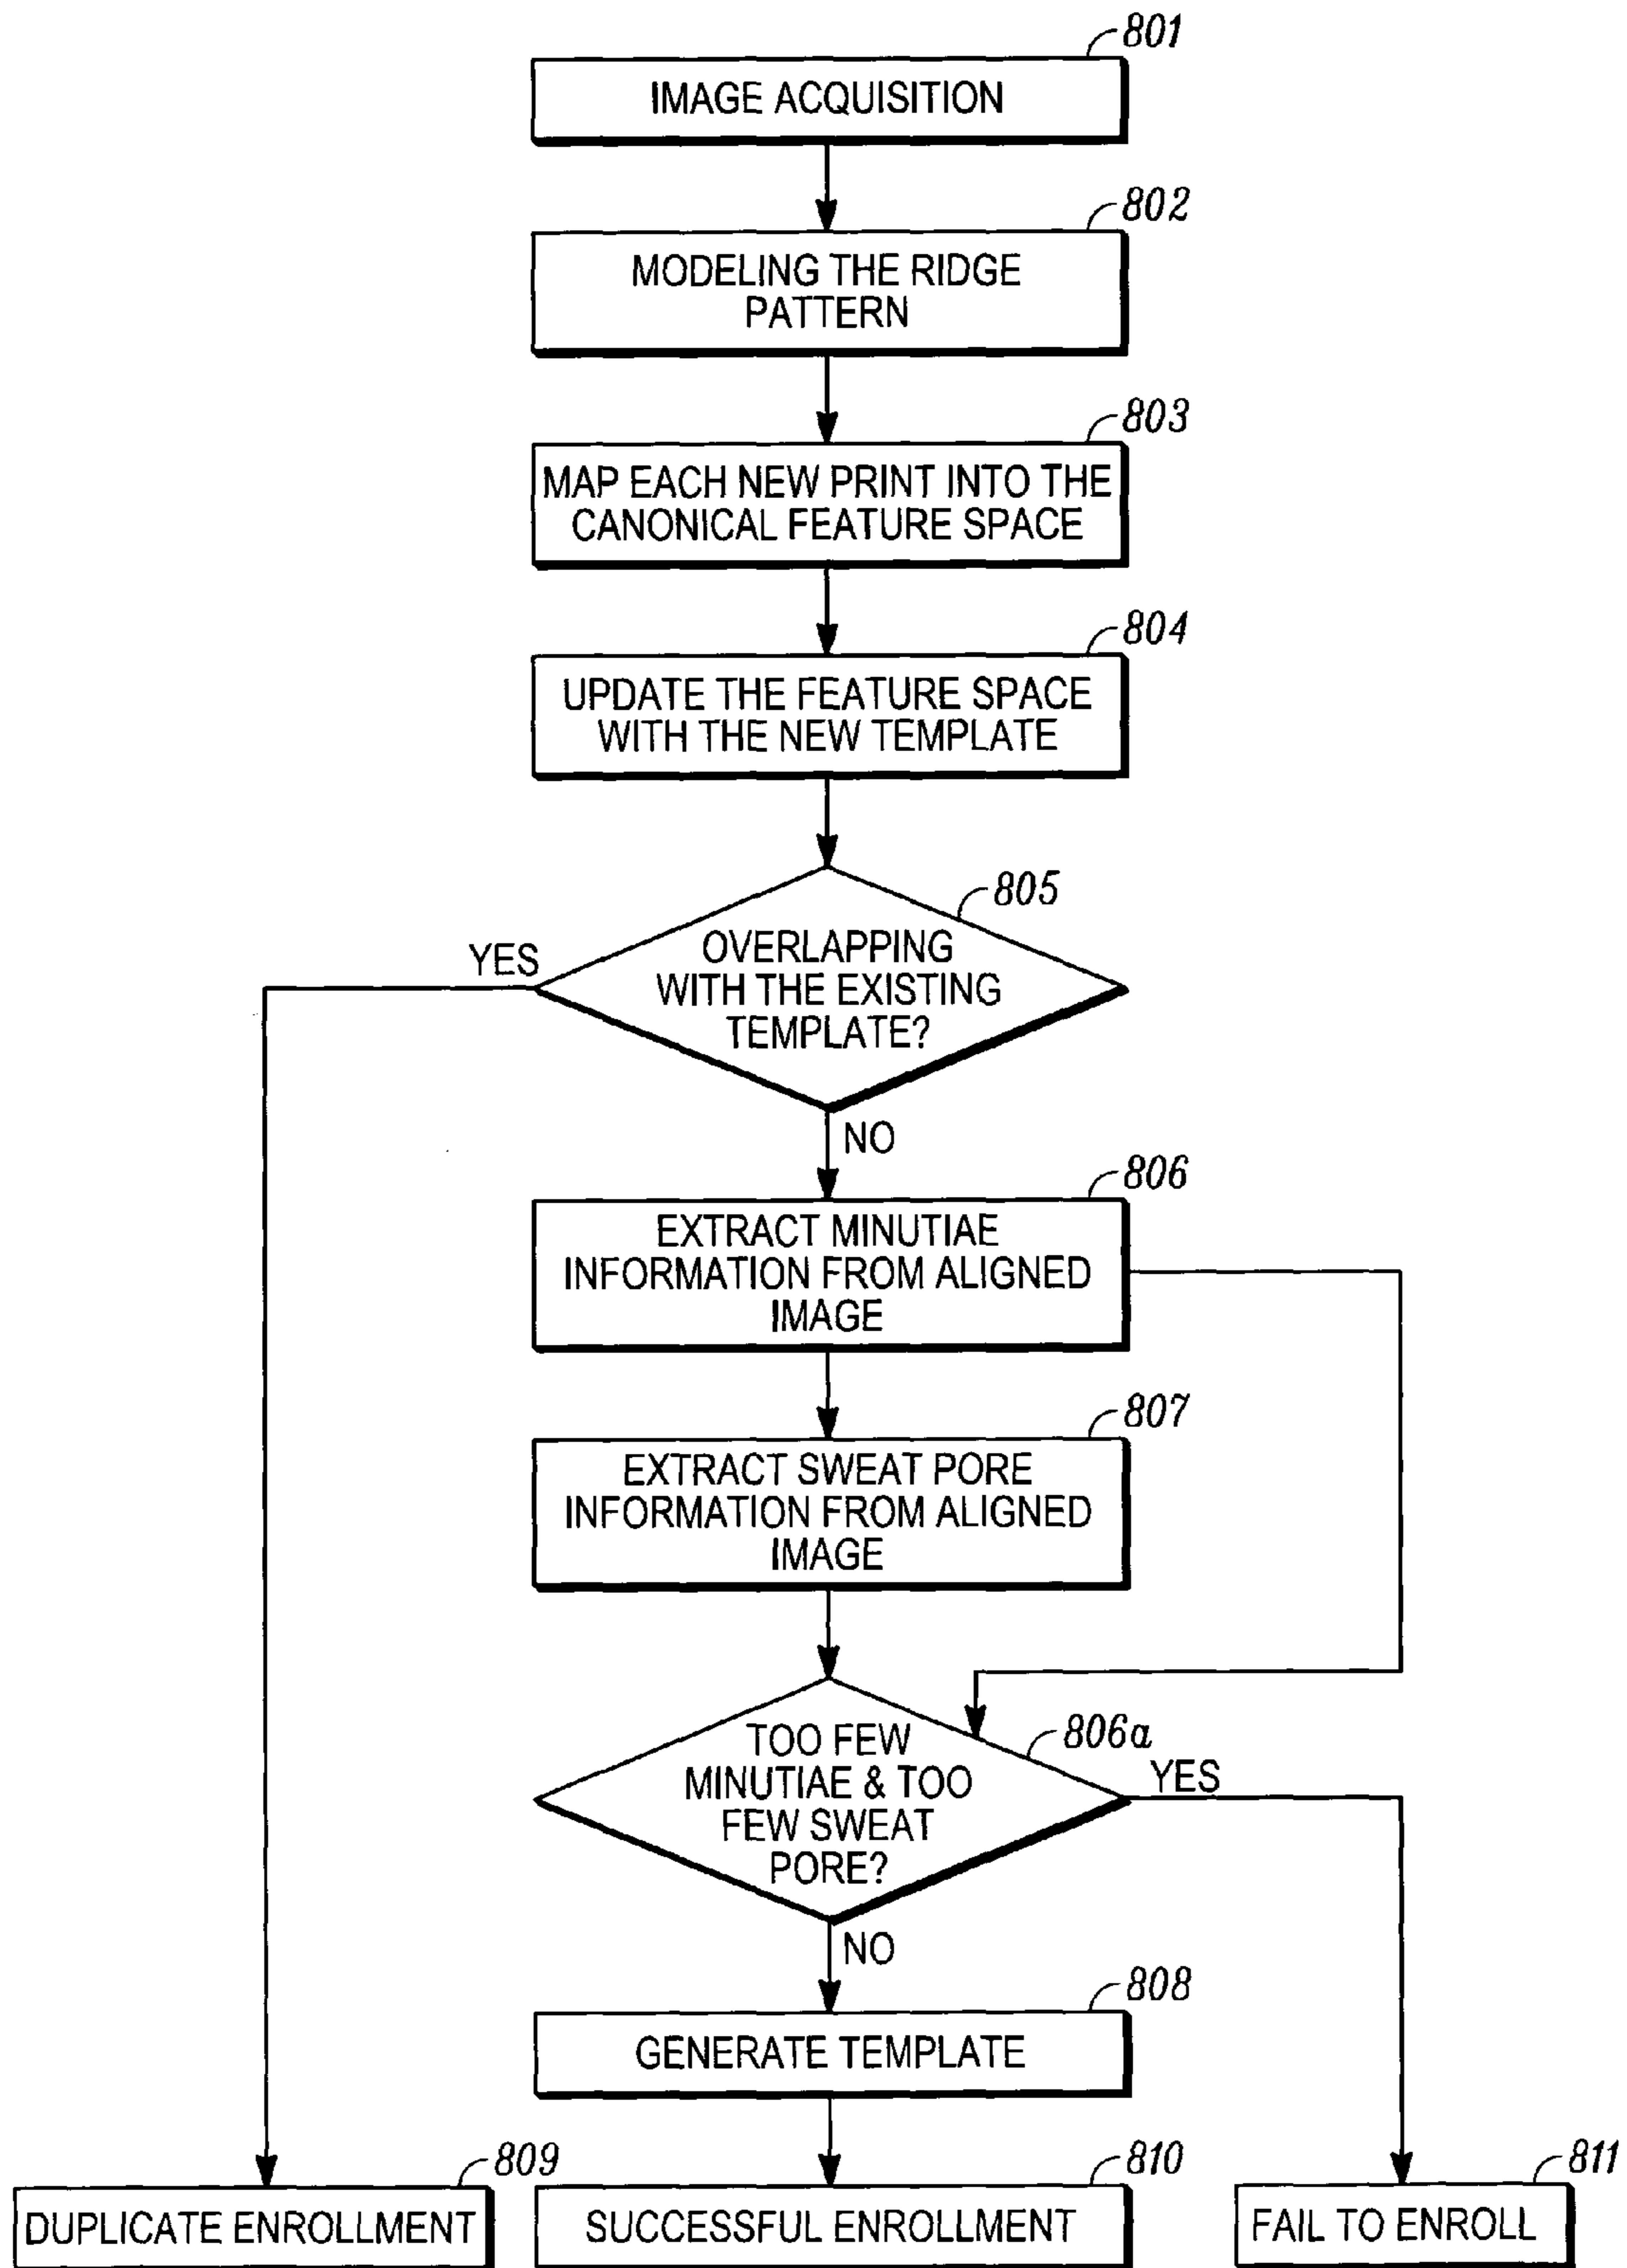 801
IMAGE ACQUISITION
802
MODELING THE RIDGE
PATTERN
803
MAP EACH NEW PRINT INTO THE
CANONICAL FEATURE SPACE
804
UPDATE THE FEATURE SPACE
WITH THE NEW TEMPLATE
805
YES
OVERLAPPING
WITH THE EXISTING
TEMPLATE?
NO
806
EXTRACT MINUTIAE
INFORMATION FROM ALIGNED
IMAGE
807
EXTRACT SWEAT PORE
INFORMATION FROM ALIGNED
IMAGE
806a
TOO FEW
MINUTIAE & TOO
FEW SWEAT
PORE?
YES
NO
808
GENERATE TEMPLATE
809
DUPLICATE ENROLLMENT
810
SUCCESSFUL ENROLLMENT
811
FAIL TO ENROLL